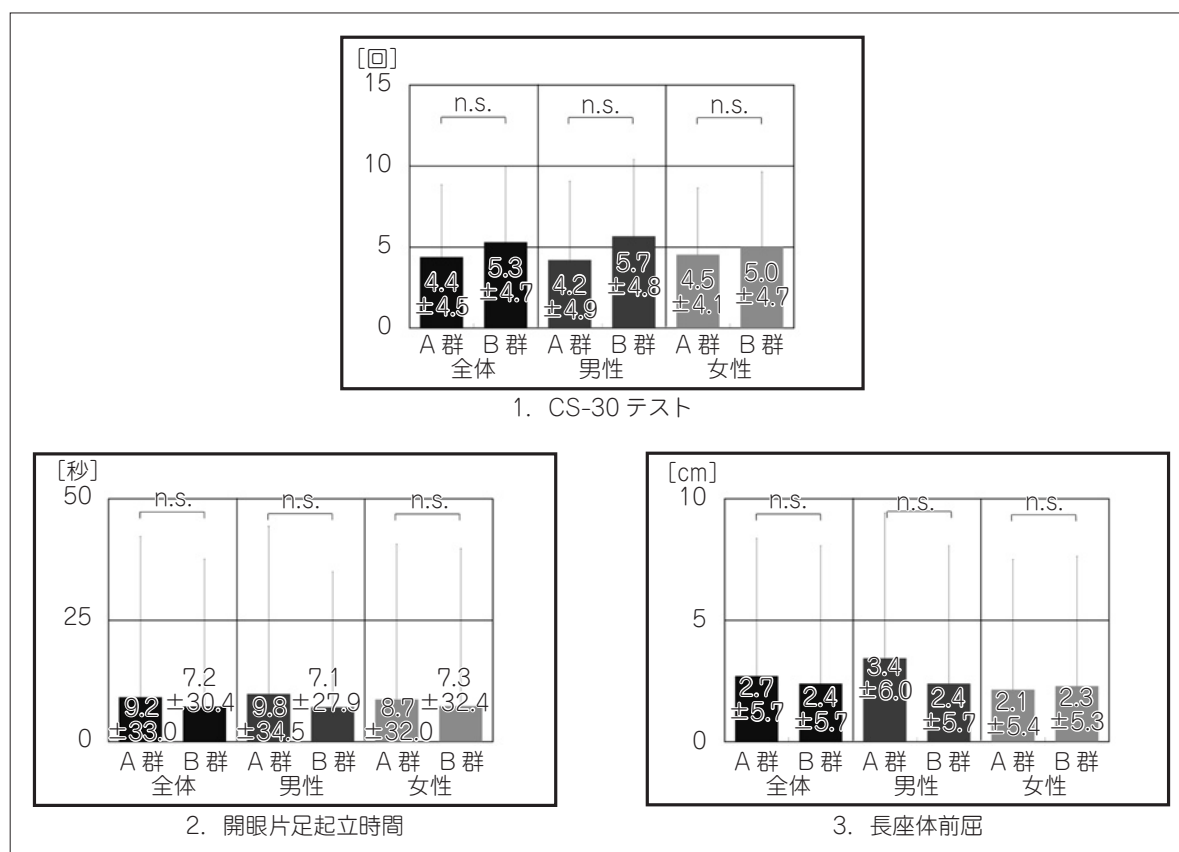 [回]
15
10
5
0
n.s. n.s. n.s.
4.4 5.3 4.2 5.7 4.5 5.0
±4.5 ±4.7 ±4.9 ±4.8 ±4.1 ±4.7
A 群 B 群 A 群 B 群 A 群 B 群
全体 男性 女性
1. CS-30 テスト
[秒]
50
25
0
n.s. n.s. n.s.
9.2 7.2 9.8 7.1 8.7 7.3
±33.0 ±30.4 ±34.5 ±27.9 ±32.0 ±32.4
A 群 B 群 A 群 B 群 A 群 B 群
全体 男性 女性
2. 開眼片足起立時間
[cm]
10
5
0
n.s. n.s. n.s.
2.7 2.4 3.4 2.4 2.1 2.3
±5.7 ±5.7 ±6.0 ±5.7 ±5.4 ±5.3
A 群 B 群 A 群 B 群 A 群 B 群
全体 男性 女性
3. 長座体前屈